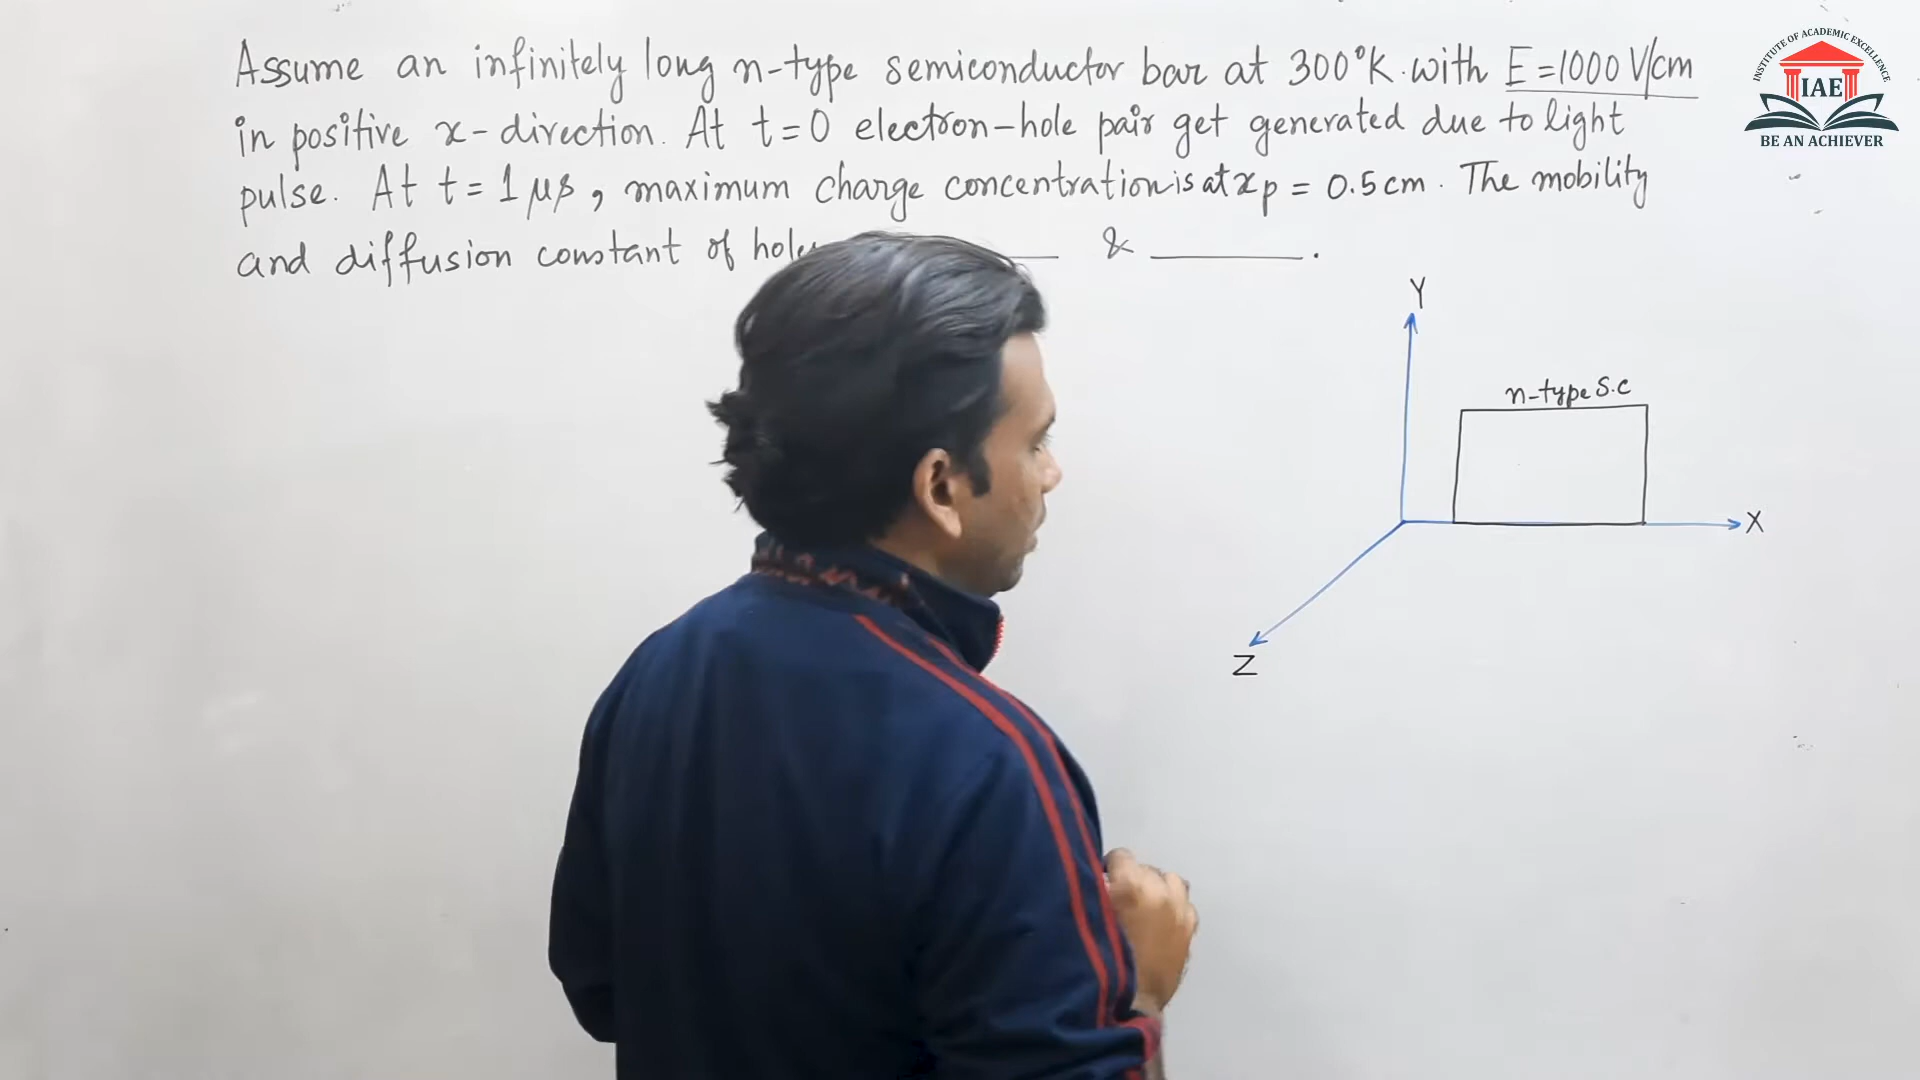 Assume an infinitely long n-type semiconductor bar at 300°K. with E = 1000 V/cm
in positive x-direction. At t = 0 electron-hole pair get generated due to light
pulse. At t = 1 μs, maximum charge concentration is at xp = 0.5 cm. The mobility
and diffusion constant of ______ & ______.
INSTITUTE OF ACADEMIC EXCELLENCE
IAE
BE AN ACHIEVER
Y
n-type S.C
X
Z